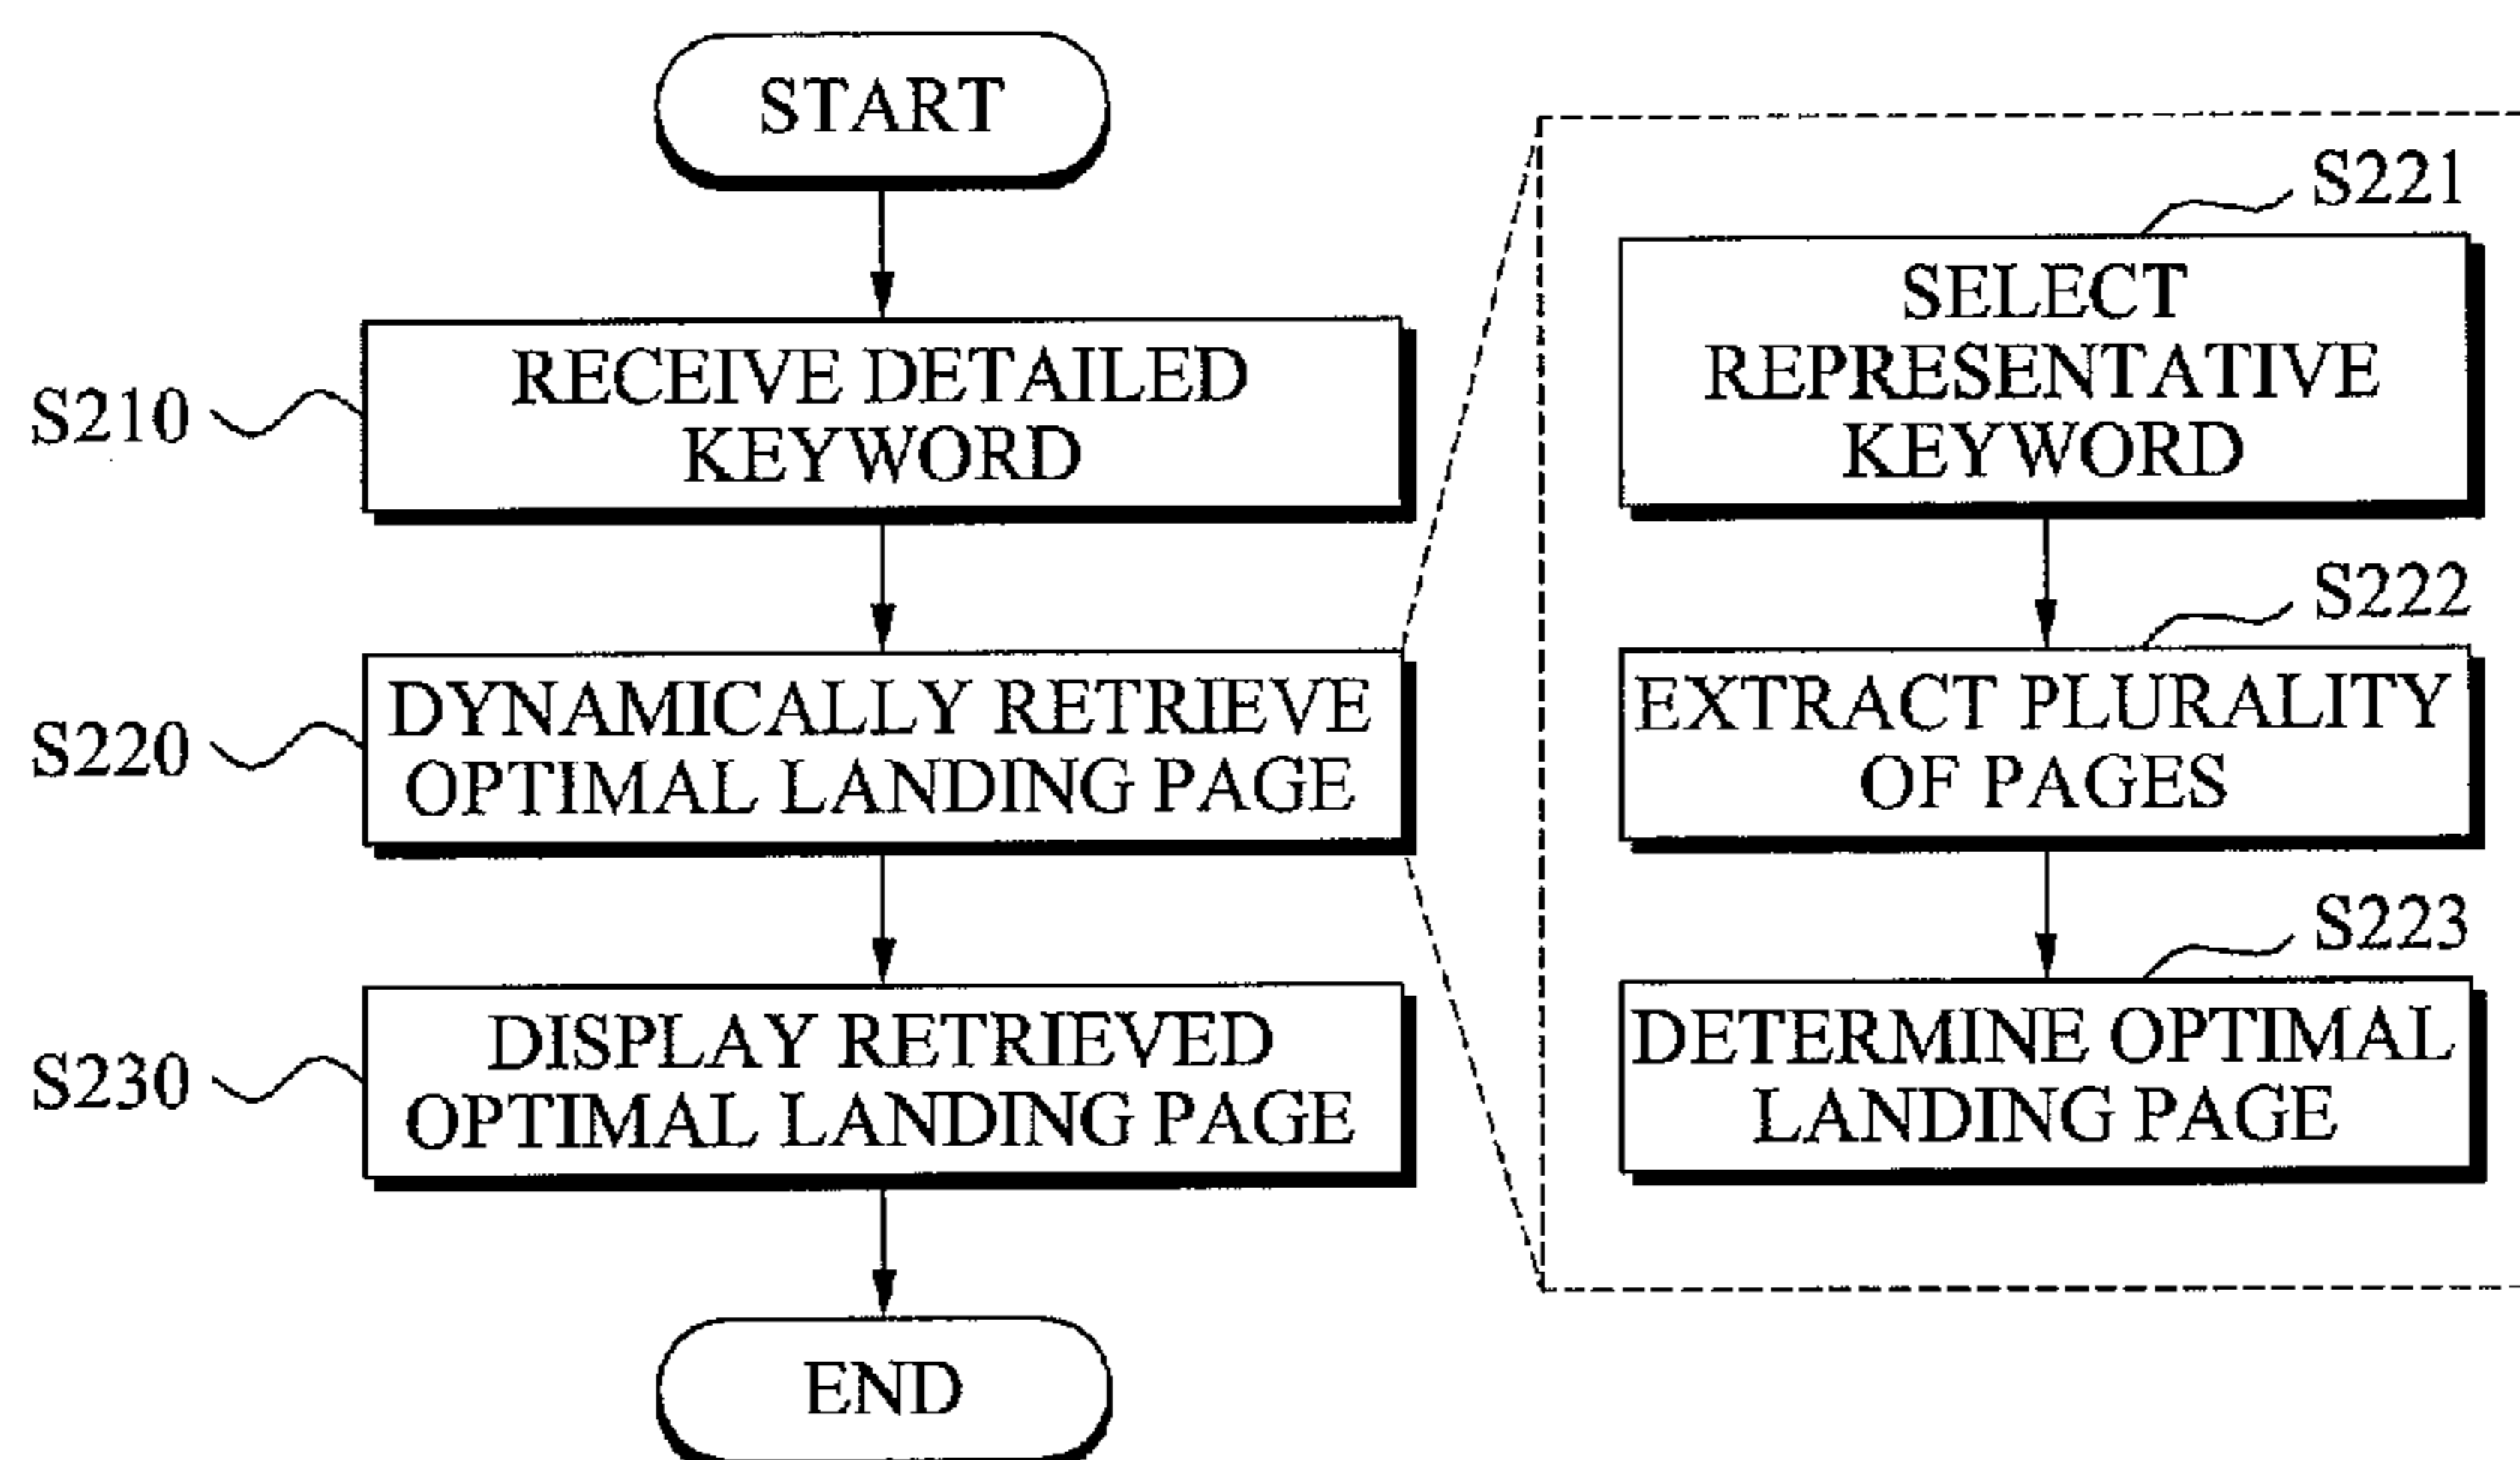 START
S210
RECEIVE DETAILED
KEYWORD
S220
DYNAMICALLY RETRIEVE
OPTIMAL LANDING PAGE
S230
DISPLAY RETRIEVED
OPTIMAL LANDING PAGE
END
S221
SELECT
REPRESENTATIVE
KEYWORD
S222
EXTRACT PLURALITY
OF PAGES
S223
DETERMINE OPTIMAL
LANDING PAGE